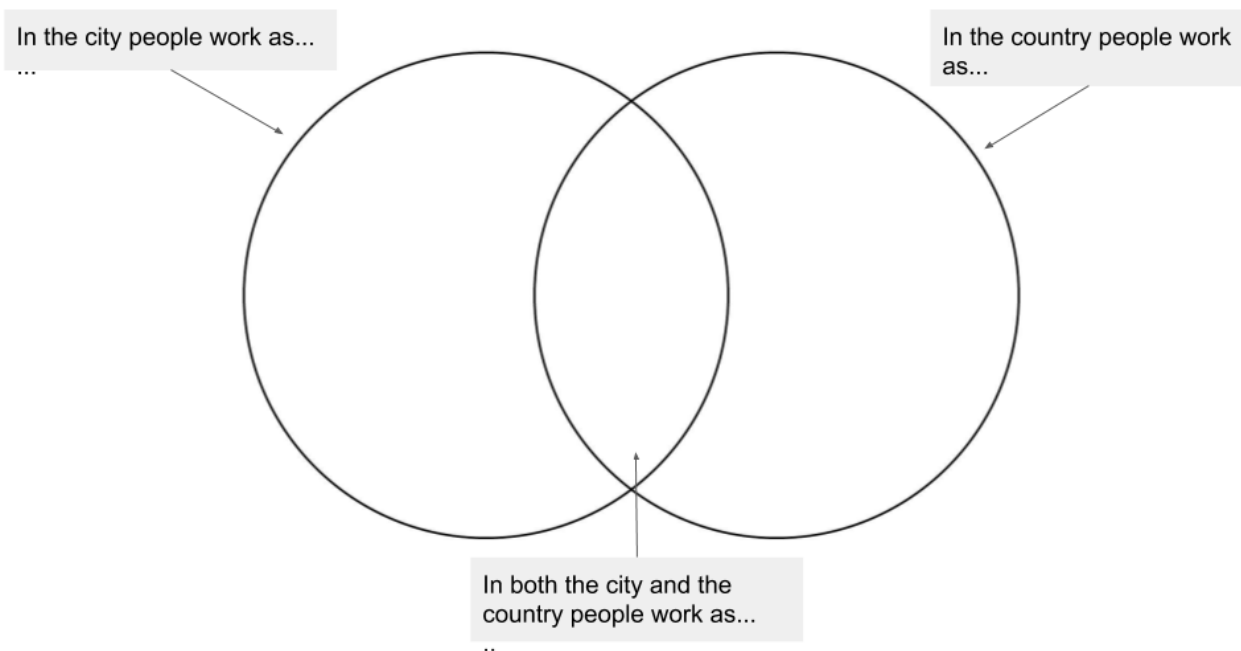 In the city people work as...
...
In the country people work
as...
In both the city and the
country people work as...
..